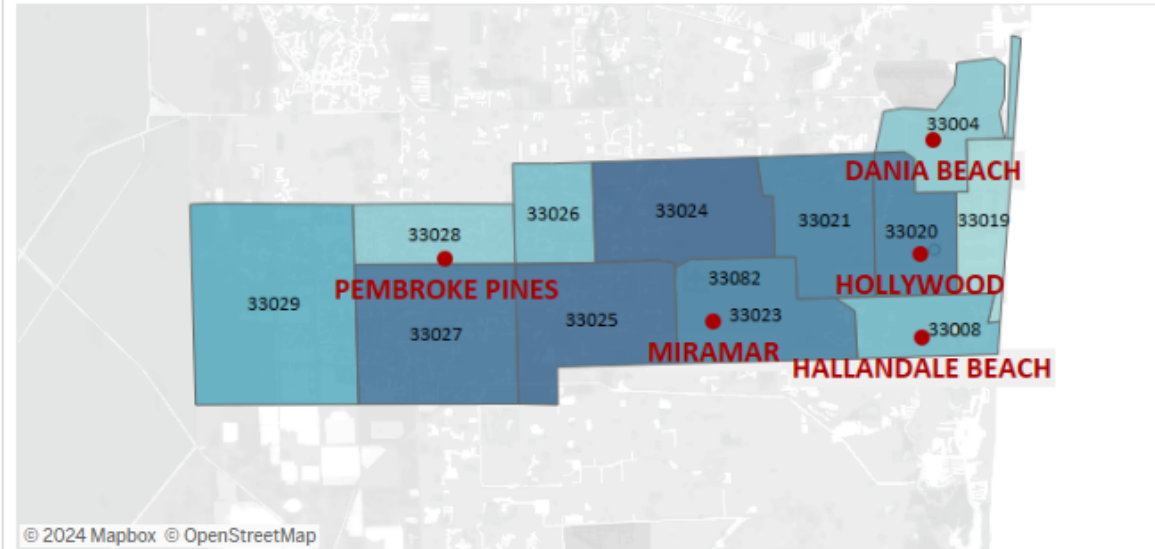 33004
DANIA BEACH
33026
33024
33021
33020
33019
33028
HOLLYWOOD
PEMBROKE PINES
33082
33029
33027
33025
33023
33008
MIRAMAR
HALLANDALE BEACH
© 2024 Mapbox © OpenStreetMap